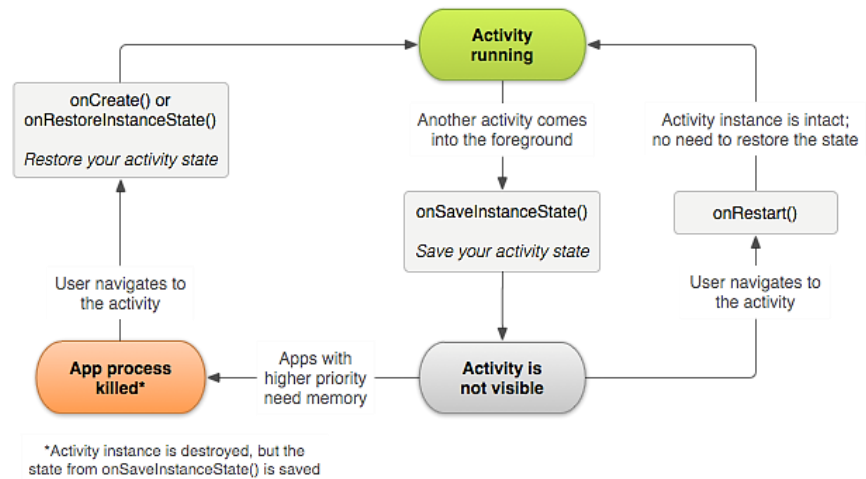 Activity
running
onCreate() or
onRestoreInstanceState()
Restore your activity state
Another activity comes
into the foreground
Activity instance is intact;
no need to restore the state
onSaveInstanceState()
Save your activity state
onRestart()
User navigates to
the activity
User navigates to
the activity
App process
killed*
Apps with
higher priority
need memory
Activity is
not visible
*Activity instance is destroyed, but the
state from onSaveInstanceState() is saved